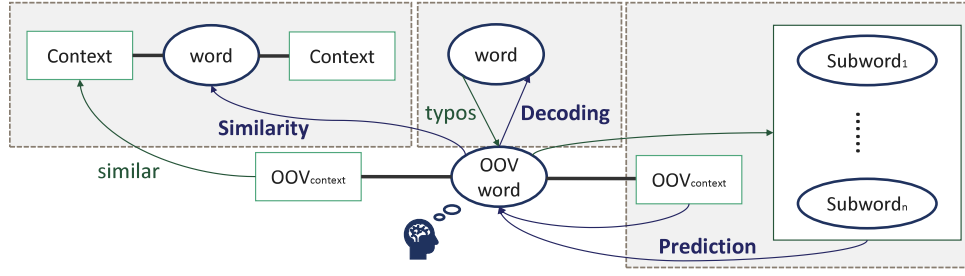 Context
word
Context
Similarity
similar
OOVcontext
word
typos
Decoding
OOV
word
OOVcontext
Prediction
Subword1
Subwordn